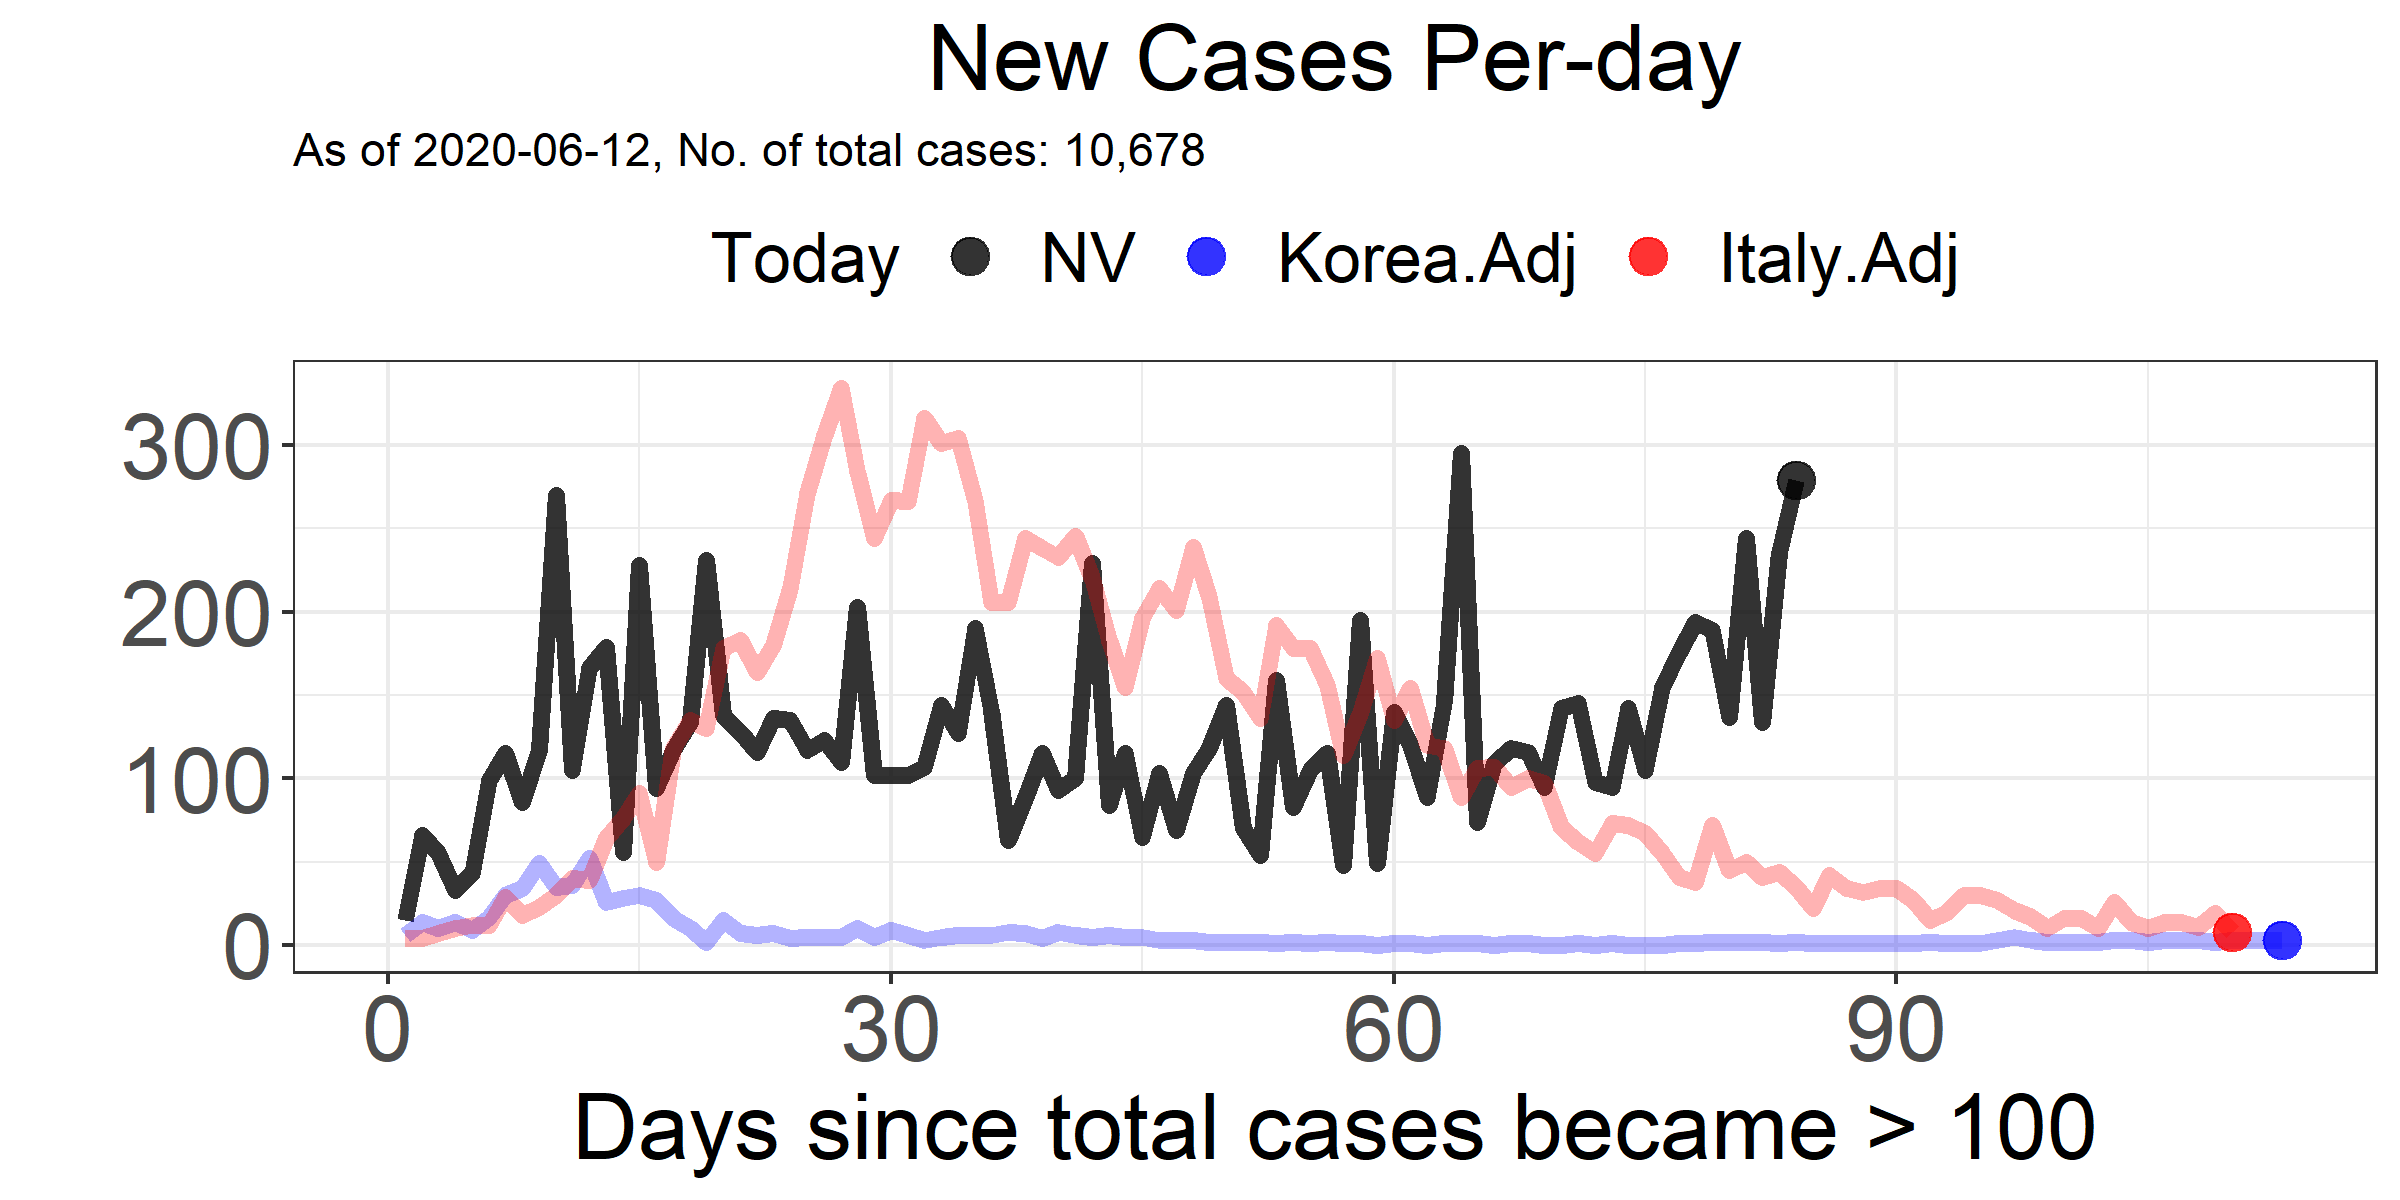 New Cases Per-day
As of 2020-06-12, No. of total cases: 10,678
Today NV Korea.Adj Italy.Adj
300
200
100
0
0 30 60 90
Days since total cases became > 100